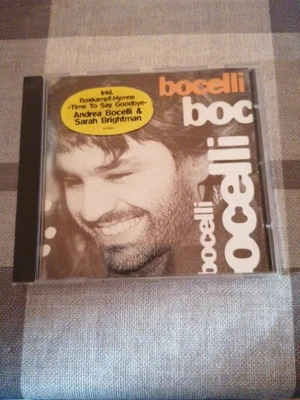 Inkl.
Boxkampf-Hymne
-Time To Say Goodbye-
Andrea Bocelli &
Sarah Brightman
bocelli
boc
bocelli
ocelli